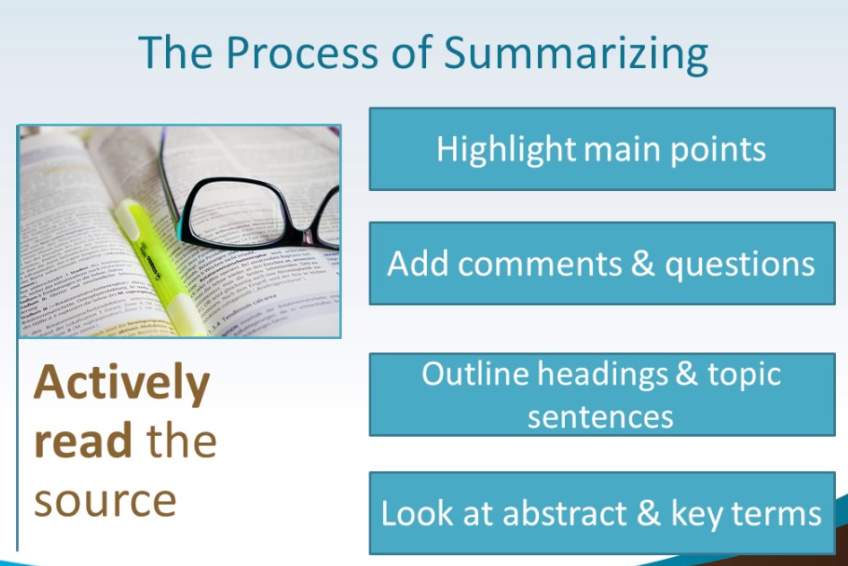 The Process of Summarizing
Actively
read the
source
Highlight main points
Add comments & questions
Outline headings & topic
sentences
Look at abstract & key terms